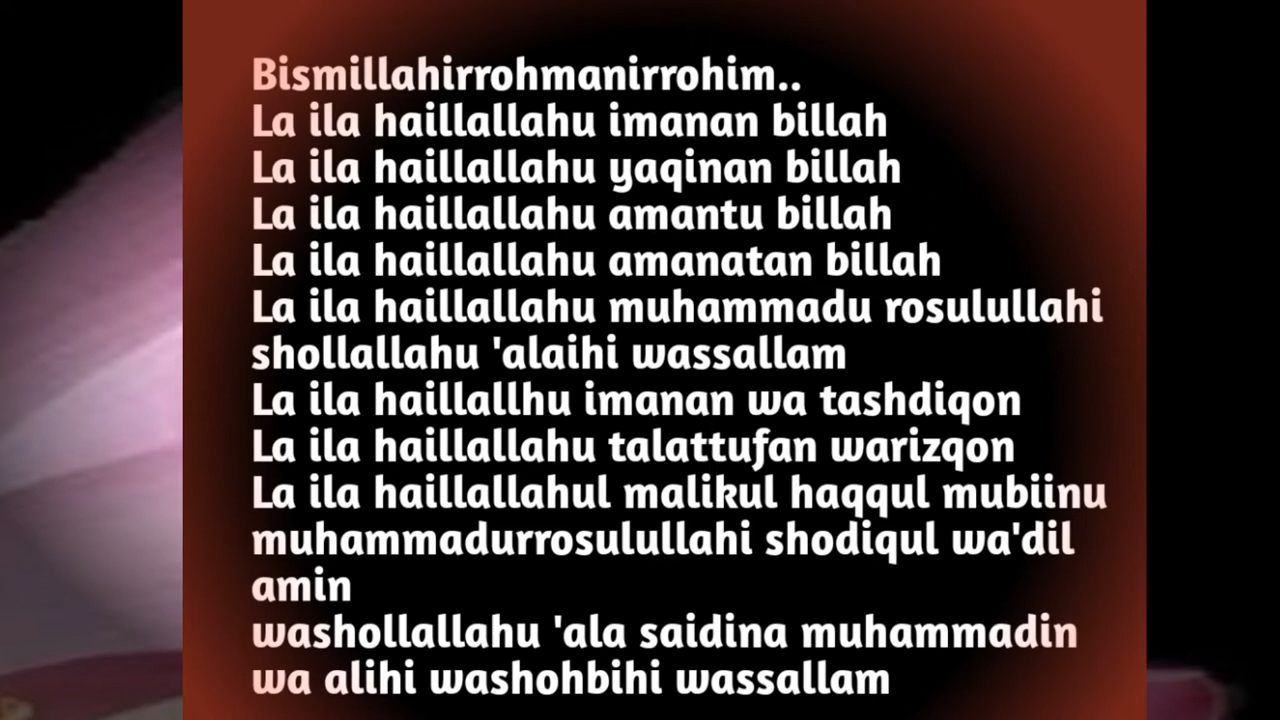 Bismillahirrohmanirrohim..
La ila haillallahu imanan billah
La ila haillallahu yaqinan billah
La ila haillallahu amantu billah
La ila haillallahu amanatan billah
La ila haillallahu muhammadu rosulullahi
shollallahu 'alaihi wassallam
La ila haillallhu imanan wa tashdiqon
La ila haillallahu talattufan warizqon
La ila haillallahul malikul haqqul mubiinu
muhammadurrosulullahi shodiqul wa'dil
amin
washollallahu 'ala saidina muhammadin
wa alihi washohbihi wassallam